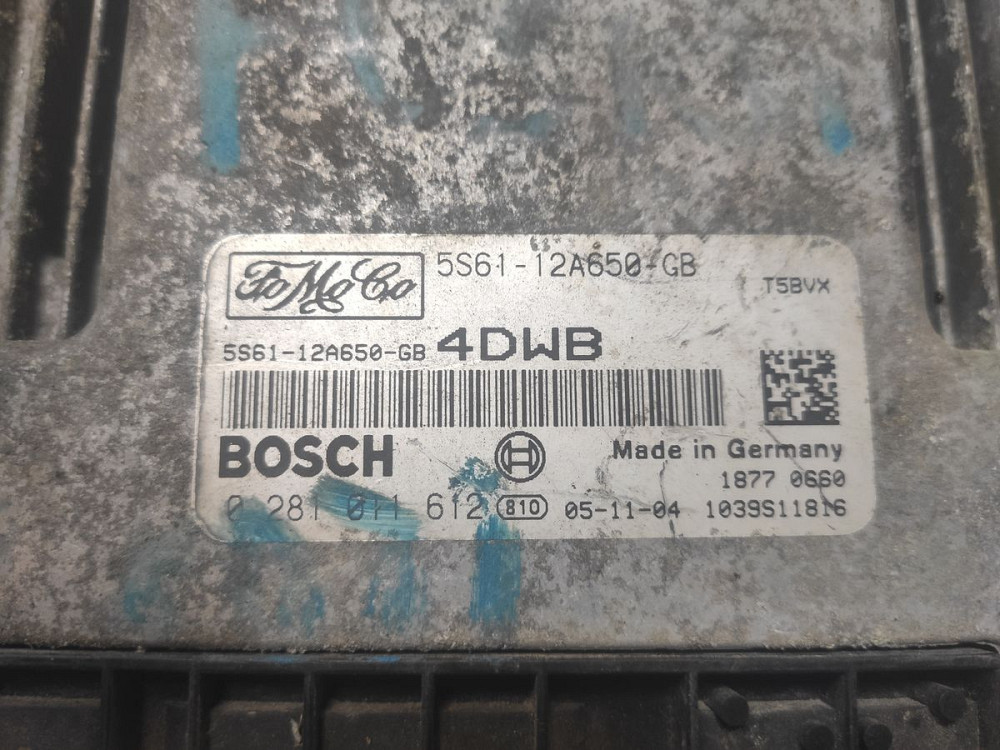 FoMoCo 5S61-12A650-GB
T5BVX
5S61-12A650-GB 4DWB
BOSCH
Made in Germany
1877 0660
0 281 011 612 810 05-11-04 1039S11816